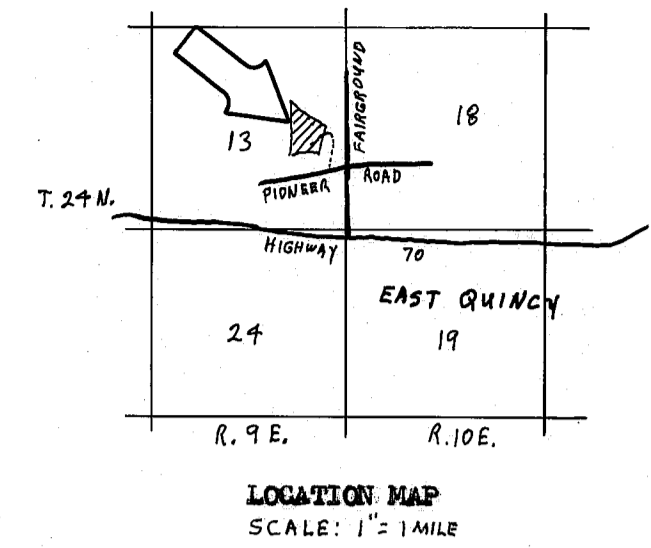 FAIRGROUND
18
13
PIONEER ROAD
T. 24 N.
HIGHWAY 70
EAST QUINCY
24
19
R. 9 E.
R. 10 E.
LOCATION MAP
SCALE: 1" = 1 MILE